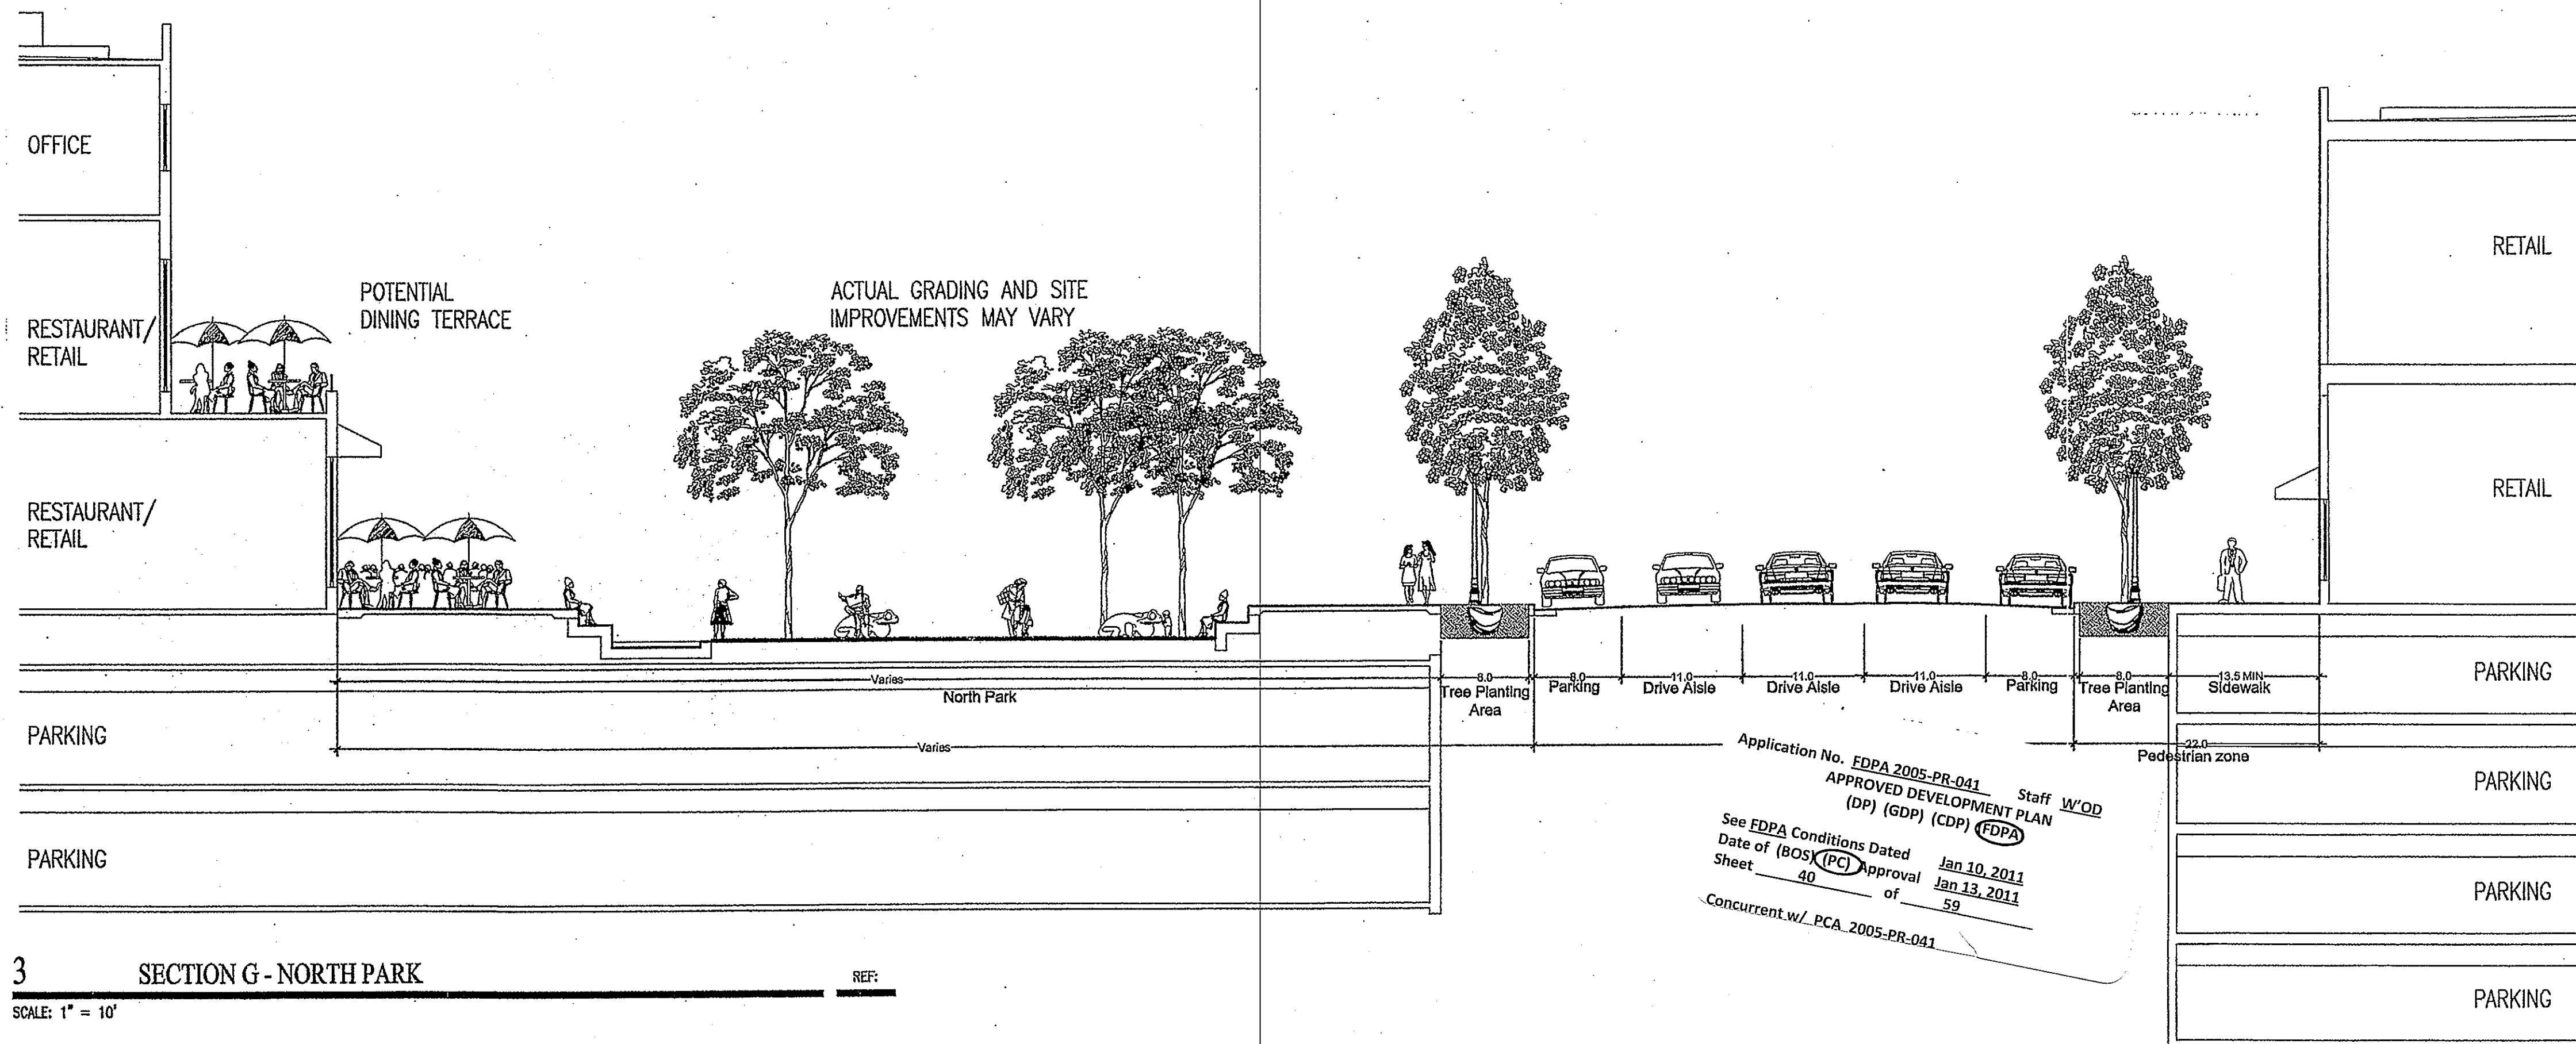 OFFICE
RESTAURANT/
RETAIL
RESTAURANT/
RETAIL
POTENTIAL
DINING TERRACE
ACTUAL GRADING AND SITE
IMPROVEMENTS MAY VARY
RETAIL
RETAIL
Varies
North Park
8.0
Tree Planting
Area
8.0
Parking
11.0
Drive Aisle
11.0
Drive Aisle
11.0
Drive Aisle
8.0
Parking
8.0
Tree Planting
Area
13.5 MIN
Sidewalk
Varies
22.0
Pedestrian zone
PARKING
PARKING
PARKING
PARKING
PARKING
PARKING
Application No. FDPA 2005-PR-041 Staff W'OD
APPROVED DEVELOPMENT PLAN
(DP) (GDP) (CDP) (FDPA)
See FDPA Conditions Dated Jan 10, 2011
Date of (BOS) (PC) Approval Jan 13, 2011
Sheet 40 of 59
Concurrent w/ PCA 2005-PR-041
3 SECTION G - NORTH PARK REF:
SCALE: 1" = 10'